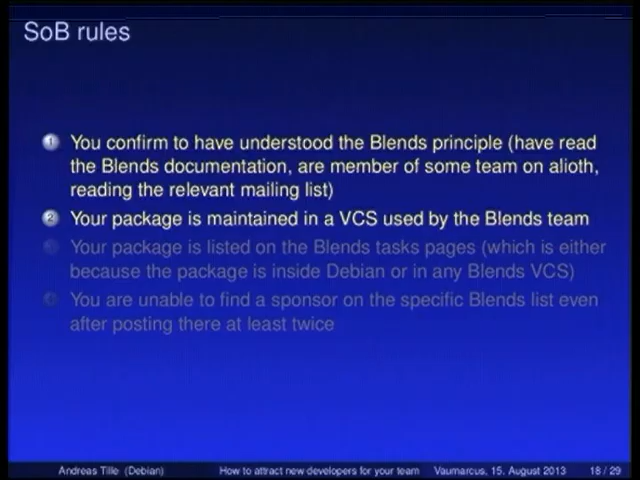 SoB rules
1 You confirm to have understood the Blends principle (have read
the Blends documentation, are member of some team on alioth,
reading the relevant mailing list)
2 Your package is maintained in a VCS used by the Blends team
Your package is listed on the Blends tasks pages (which is either
because the package is inside Debian or in any Blends VCS)
You are unable to find a sponsor on the specific Blends list even
after posting there at least twice
Andreas Tille (Debian) How to attract new developers for your team Vaumarcus, 15. August 2013 18 / 29